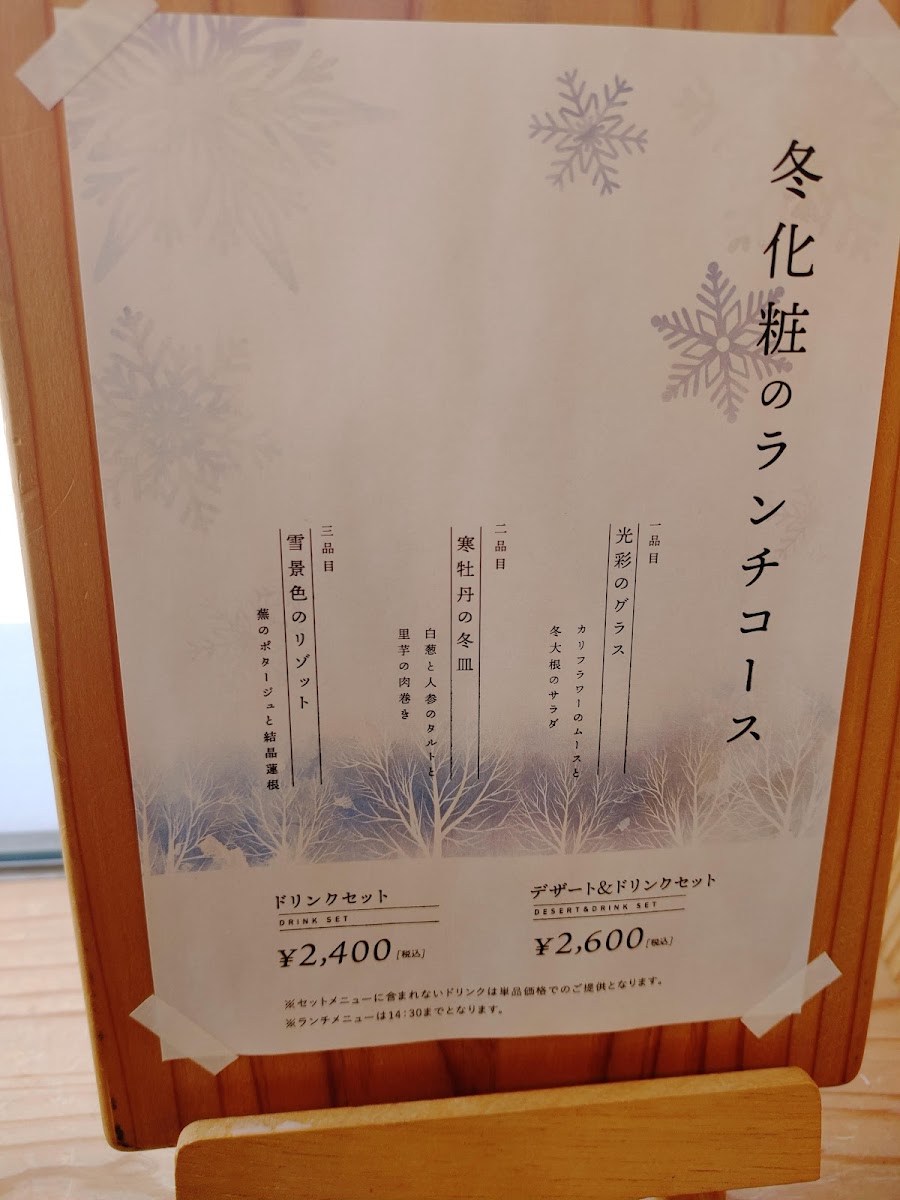 冬化粧のランチコース
一品目
光彩のグラス
カリフラワーのムースと
冬大根のサラダ
二品目
寒牡丹の冬皿
白葱と人参のタルトと
里芋の肉巻き
三品目
雪景色のリゾット
蕪のポタージュと結晶蓮根
ドリンクセット
DRINK SET
¥2,400 [税込]
デザート&ドリンクセット
DESERT&DRINK SET
¥2,600 [税込]
※セットメニューに含まれないドリンクは単品価格でのご提供となります。
※ランチメニューは14:30までとなります。